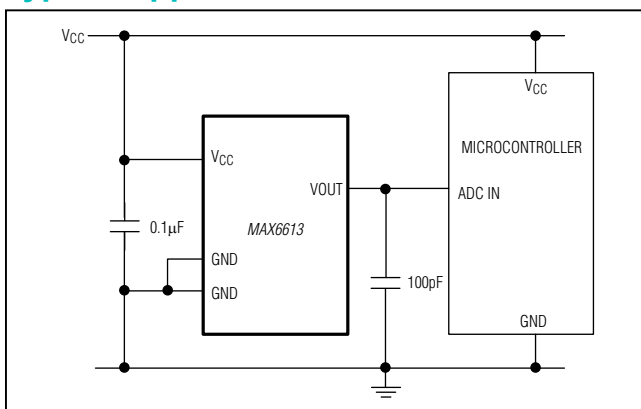 VCC
VCC
VCC
MICROCONTROLLER
VOUT
ADC IN
0.1μF
MAX6613
GND
GND
100pF
GND